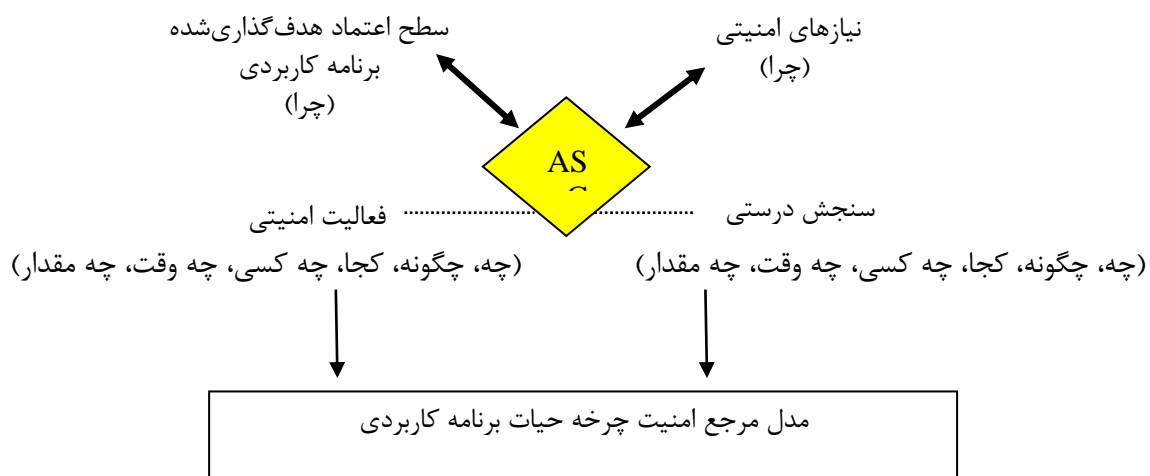 نیازهای امنیتی
(چرا)
سطح اعتماد هدف‌گذاری‌شده
برنامه کاربردی
(چرا)
AS
سنجش درستی
فعالیت امنیتی
(چه، چگونه، کجا، چه کسی، چه وقت، چه مقدار)
(چه، چگونه، کجا، چه کسی، چه وقت، چه مقدار)
مدل مرجع امنیت چرخه حیات برنامه کاربردی